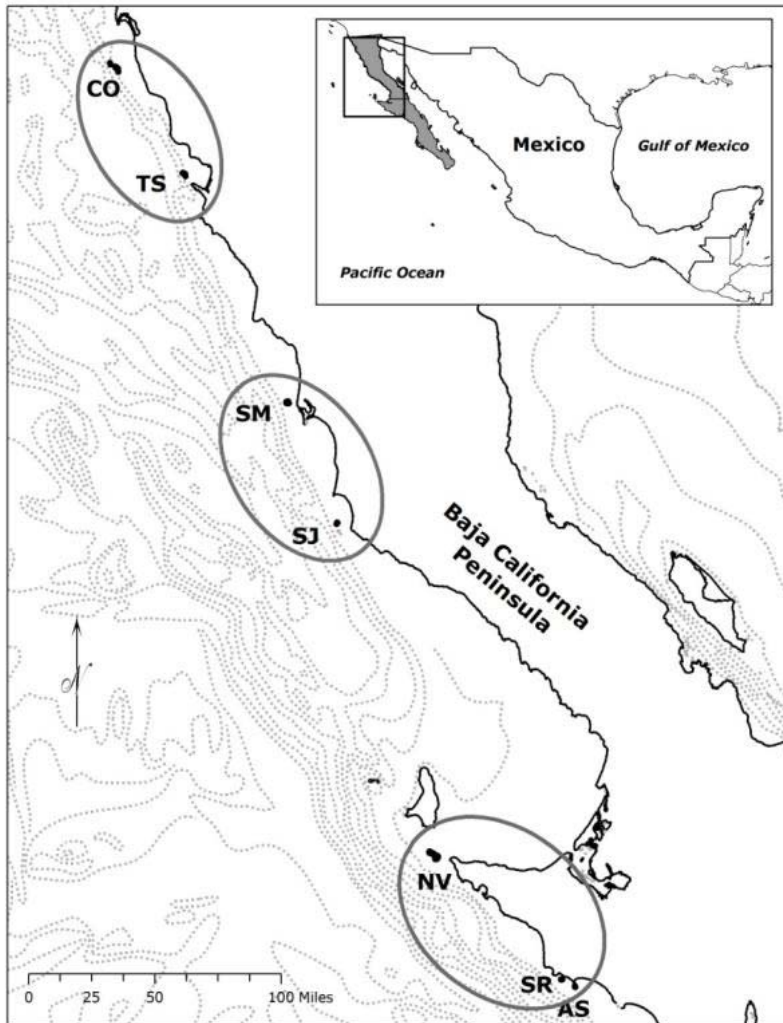 CO
TS
Mexico
Gulf of Mexico
Pacific Ocean
SM
SJ
Baja California
Peninsula
N
NV
SR
AS
0 25 50 100 Miles